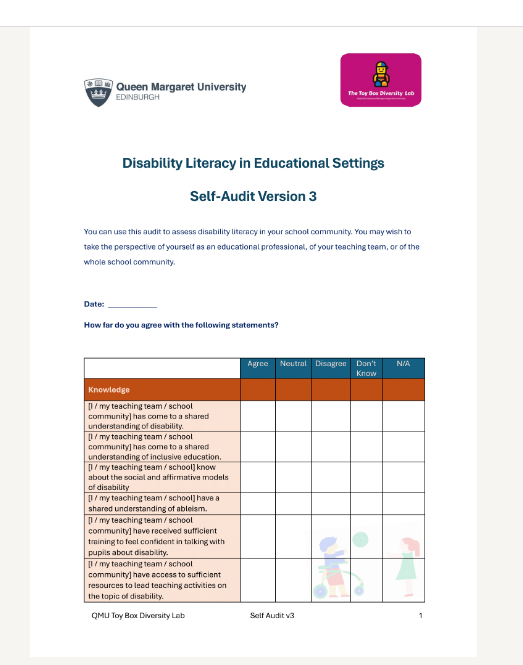 Queen Margaret University
EDINBURGH
The Toy Box Diversity Lab
Disability Literacy in Educational Settings
Self-Audit Version 3
You can use this audit to assess disability literacy in your school community. You may wish to
take the perspective of yourself as an educational professional, of your teaching team, or of the
whole school community.
Date: ____________
How far do you agree with the following statements?
Agree Neutral Disagree Don't N/A
Know
Knowledge
[I / my teaching team / school
community] has come to a shared
understanding of disability.
[I / my teaching team / school
community] has come to a shared
understanding of inclusive education.
[I / my teaching team / school] know
about the social and affirmative models
of disability
[I / my teaching team / school] have a
shared understanding of ableism.
[I / my teaching team / school
community] have received sufficient
training to feel confident in talking with
pupils about disability.
[I / my teaching team / school
community] have access to sufficient
resources to lead teaching activities on
the topic of disability.
QMU Toy Box Diversity Lab Self Audit v3 1